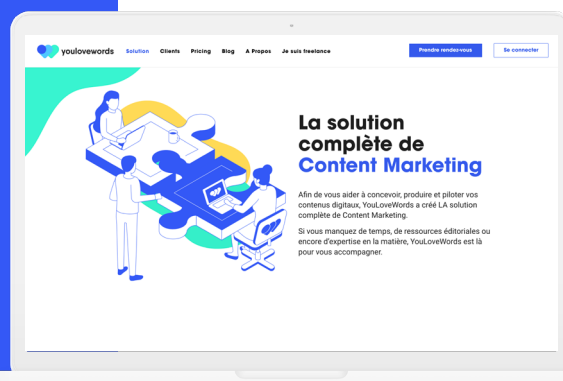 youlovewords Solution Clients Pricing Blog A Propos Je suis freelance Prendre rendez-vous Se connecter
La solution
complète de
Content Marketing
Afin de vous aider à concevoir, produire et piloter vos
contenus digitaux, YouLoveWords a créé LA solution
complète de Content Marketing.
Si vous manquez de temps, de ressources éditoriales ou
encore d'expertise en la matière, YouLoveWords est là
pour vous accompagner.